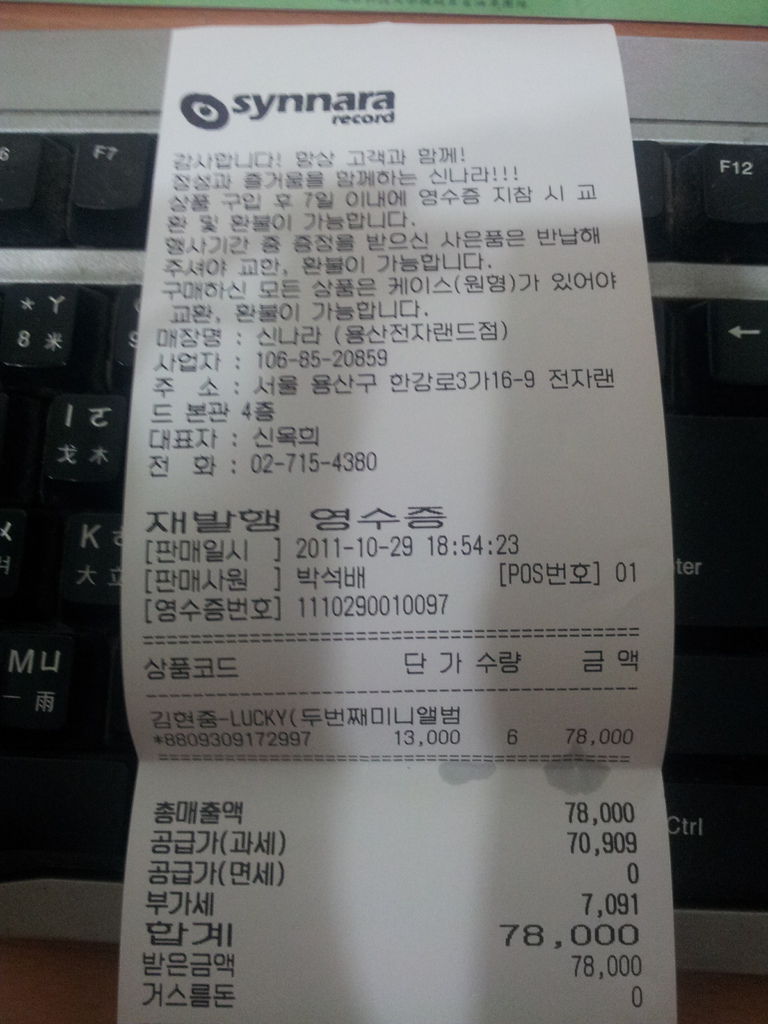 synnara
record
감사합니다! 항상 고객과 함께!
정성과 즐거움을 함께하는 신나라!!!
상품 구입 후 7일 이내에 영수증 지참 시 교
환 및 환불이 가능합니다.
행사기간 중 증정을 받으신 사은품은 반납해
주셔야 교환, 환불이 가능합니다.
구매하신 모든 상품은 케이스(원형)가 있어야
교환, 환불이 가능합니다.
매장명 : 신나라 (용산전자랜드점)
사업자 : 106-85-20859
주 소 : 서울 용산구 한강로3가16-9 전자랜
드 본관 4층
대표자 : 신옥희
전 화 : 02-715-4380
재발행 영수증
[판매일시 ] 2011-10-29 18:54:23
[판매사원 ] 박석배 [POS번호] 01
[영수증번호] 1110290010097
상품코드 단 가 수량 금 액
김현중-LUCKY(두번째미니앨범
*8809309172997 13,000 6 78,000
총매출액 78,000
공급가(과세) 70,909
공급가(면세) 0
부가세 7,091
합계 78,000
받은금액 78,000
거스름돈 0
F7
F12
* ㄚ
8 米
9
I ㄛ
戈 木
K ㅎ
大 立
M ㄩ
一 雨
←
ter
Ctrl